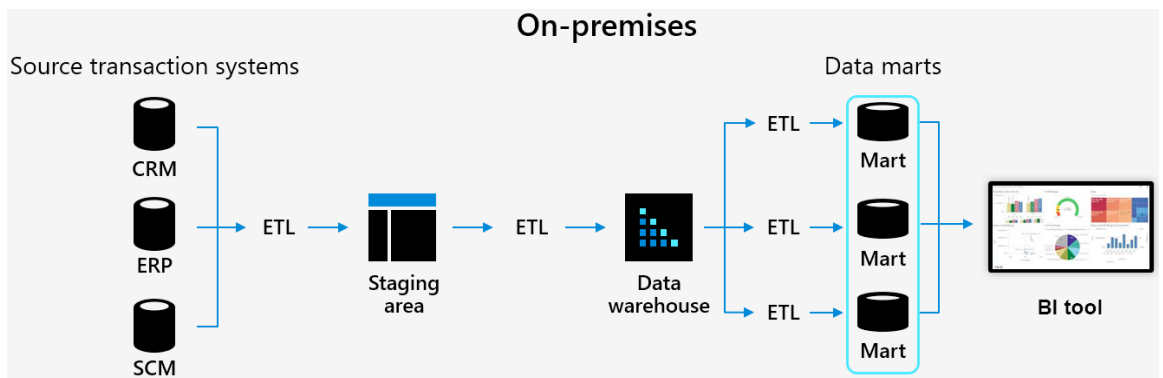 On-premises
Source transaction systems
Data marts
CRM
ERP
SCM
ETL
Staging
area
ETL
Data
warehouse
ETL
ETL
ETL
Mart
Mart
Mart
BI tool